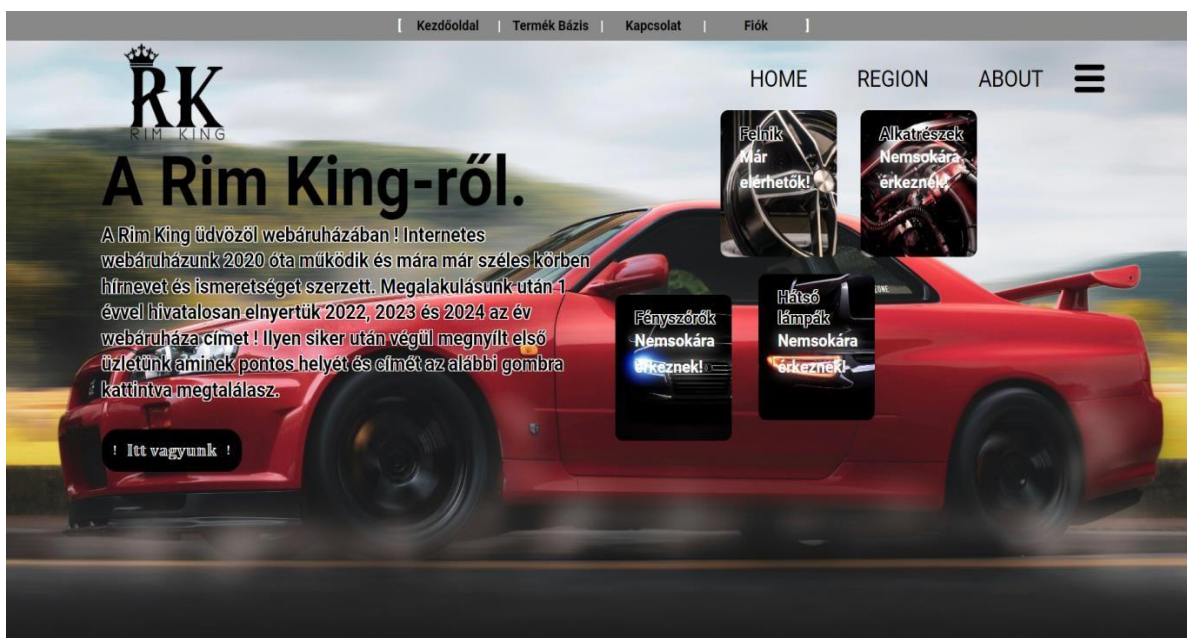 [ Kezdőoldal | Termék Bázis | Kapcsolat | Fiók ]
RK
RIM KING
HOME REGION ABOUT
A Rim King-ről.
A Rim King üdvözöl webáruházában ! Internetes
webáruházunk 2020 óta működik és mára már széles körben
hírnevet és ismeretséget szerzett. Megalakulásunk után 1
évvel hivatalosan elnyertük 2022, 2023 és 2024 az év
webáruháza címet ! Ilyen siker után végül megnyílt első
üzletünk aminek pontos helyét és címét az alábbi gombra
kattintva megtalálasz.
! Itt vagyunk !
Felnik
Már
elérhetők!
Alkatrészek
Nemsokára
érkeznek!
Fényszórók
Nemsokára
érkeznek!
Hátsó
lámpák
Nemsokára
érkeznek!